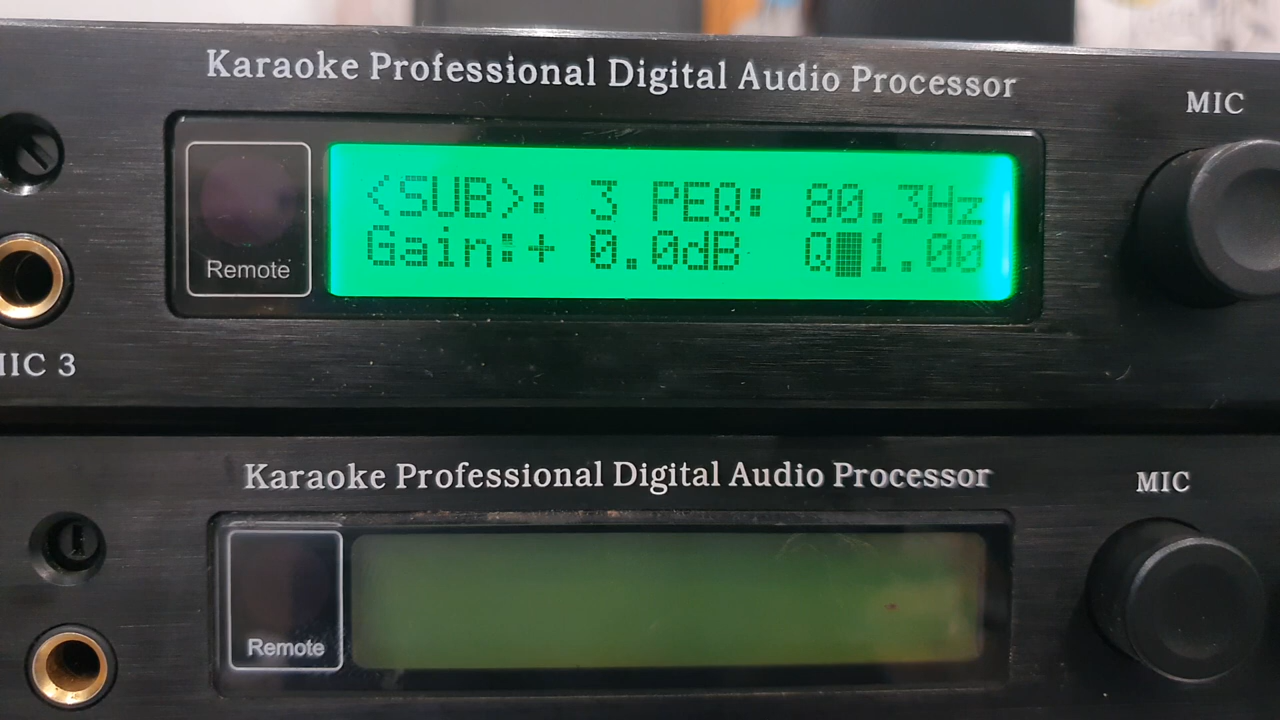 Karaoke Professional Digital Audio Processor
MIC
<SUB>: 3 PEQ: 80.3Hz
Gain:+ 0.0dB Q 1.00
Remote
MIC 3
Karaoke Professional Digital Audio Processor
MIC
Remote